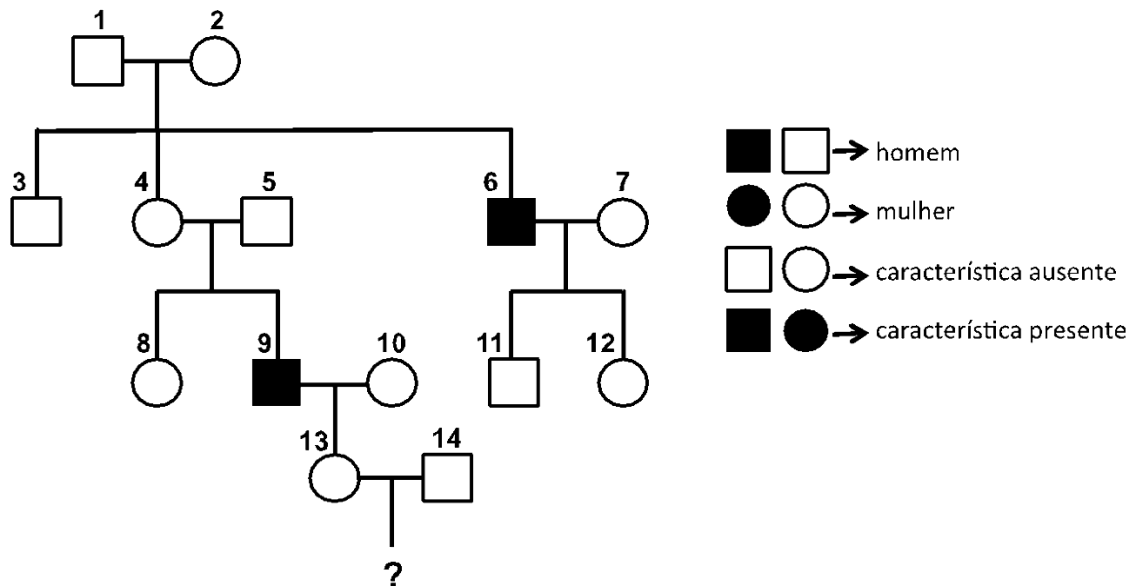 1 2
3 4 5 6 7
8 9 10 11 12
13 14
?
homem
mulher
característica ausente
característica presente